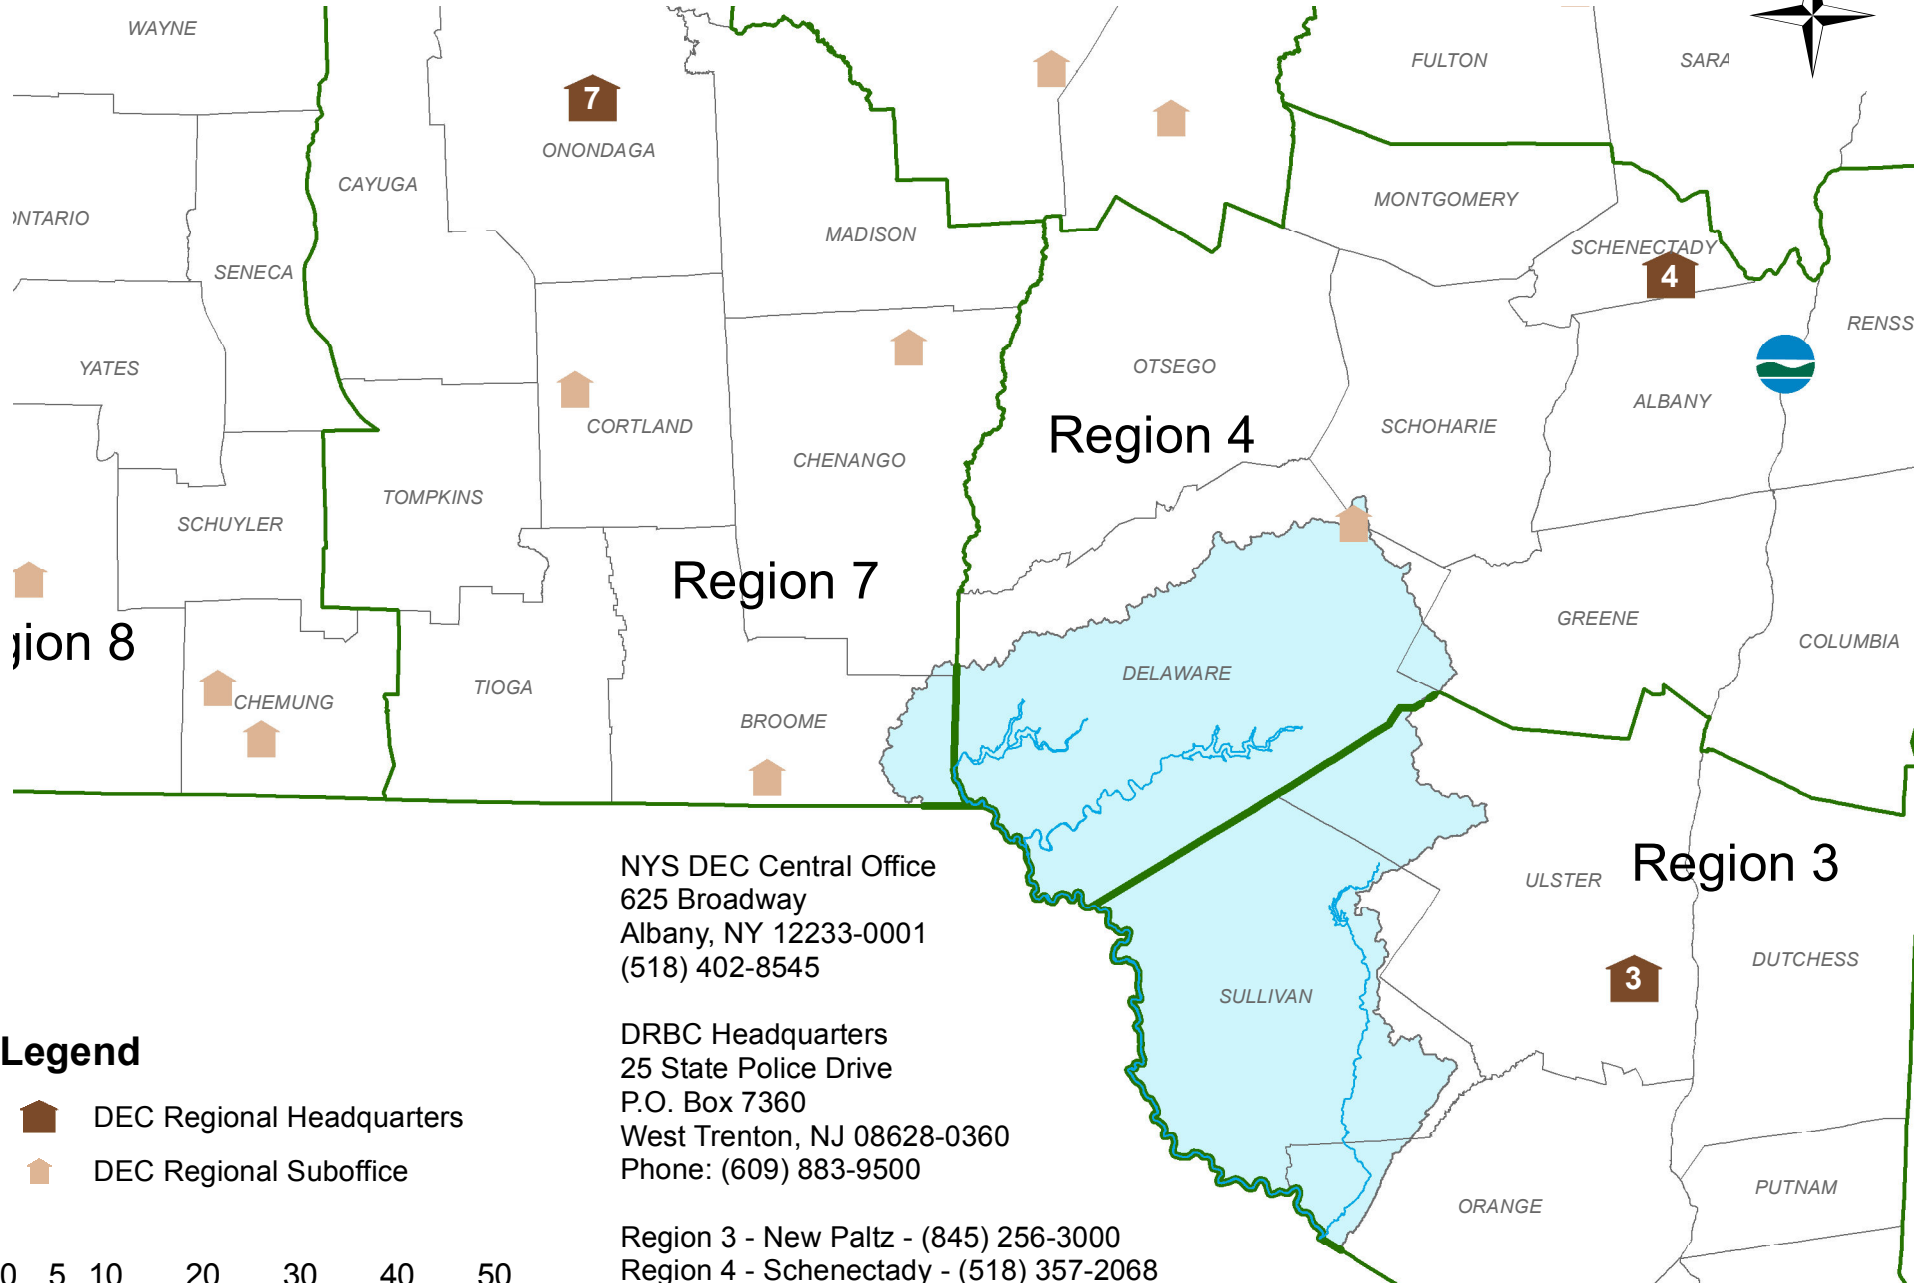 WAYNE
FULTON
SARA
7
ONONDAGA
CAYUGA
MONTGOMERY
ONTARIO
MADISON
SCHENECTADY
SENECA
4
RENSS
YATES
OTSEGO
ALBANY
CORTLAND
Region 4
SCHOHARIE
CHENANGO
TOMPKINS
SCHUYLER
Region 7
GREENE
gion 8
COLUMBIA
DELAWARE
TIOGA
CHEMUNG
BROOME
ULSTER
Region 3
DUTCHESS
3
SULLIVAN
PUTNAM
ORANGE
NYS DEC Central Office
625 Broadway
Albany, NY 12233-0001
(518) 402-8545
DRBC Headquarters
25 State Police Drive
P.O. Box 7360
West Trenton, NJ 08628-0360
Phone: (609) 883-9500
Region 3 - New Paltz - (845) 256-3000
Region 4 - Schenectady - (518) 357-2068
Legend
DEC Regional Headquarters
DEC Regional Suboffice
0 5 10 20 30 40 50